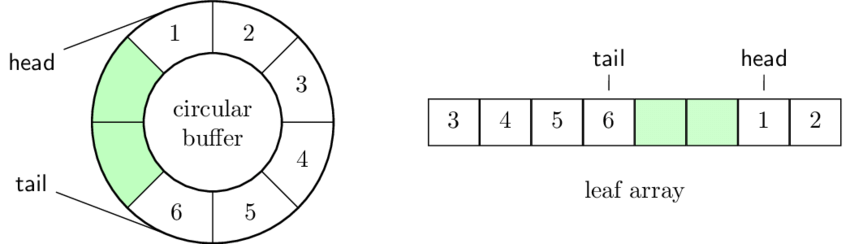 head
tail
1
2
3
4
5
6
circular
buffer
tail head
3 4 5 6 1 2
leaf array